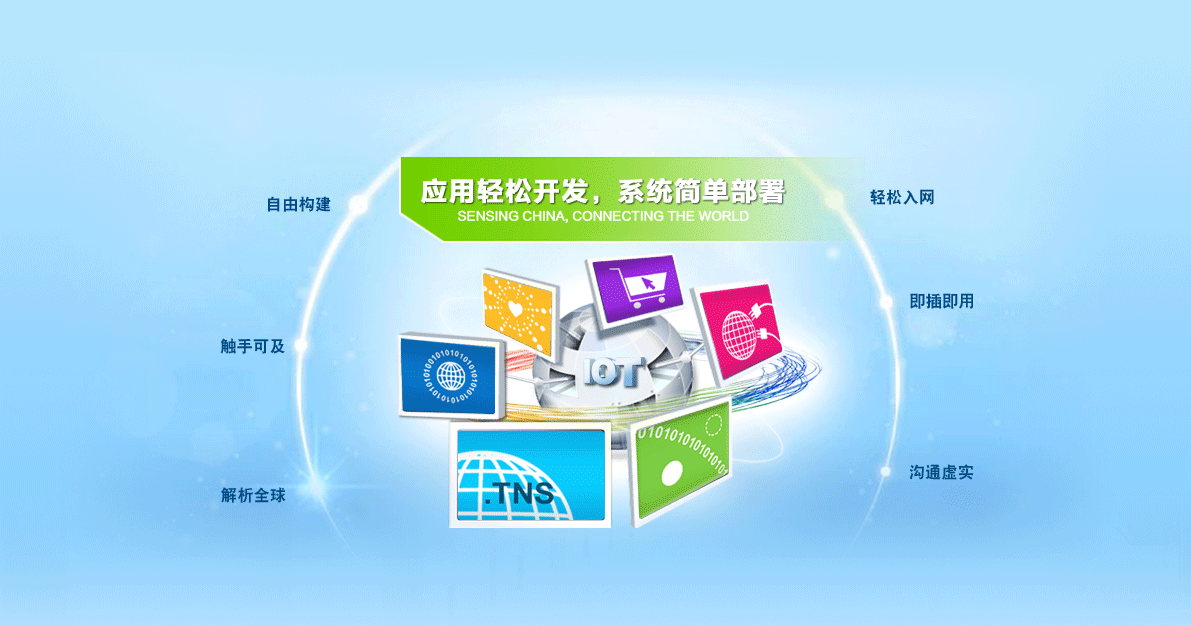 应用轻松开发，系统简单部署
SENSING CHINA, CONNECTING THE WORLD
自由构建
轻松入网
即插即用
触手可及
沟通虚实
解析全球
IOT
.TNS